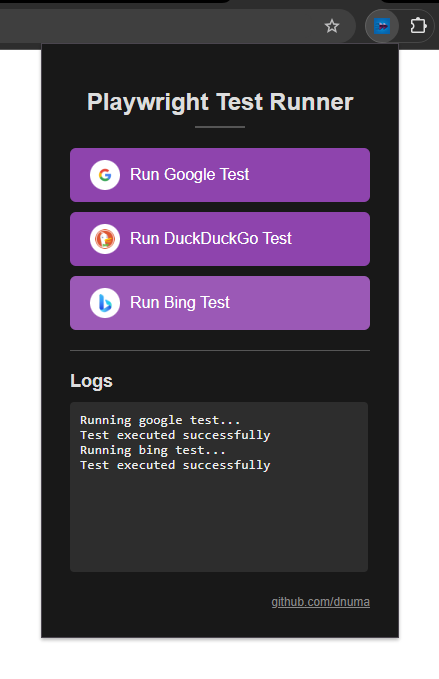 Playwright Test Runner
Run Google Test
Run DuckDuckGo Test
Run Bing Test
Logs
Running google test...
Test executed successfully
Running bing test...
Test executed successfully
github.com/dnuma